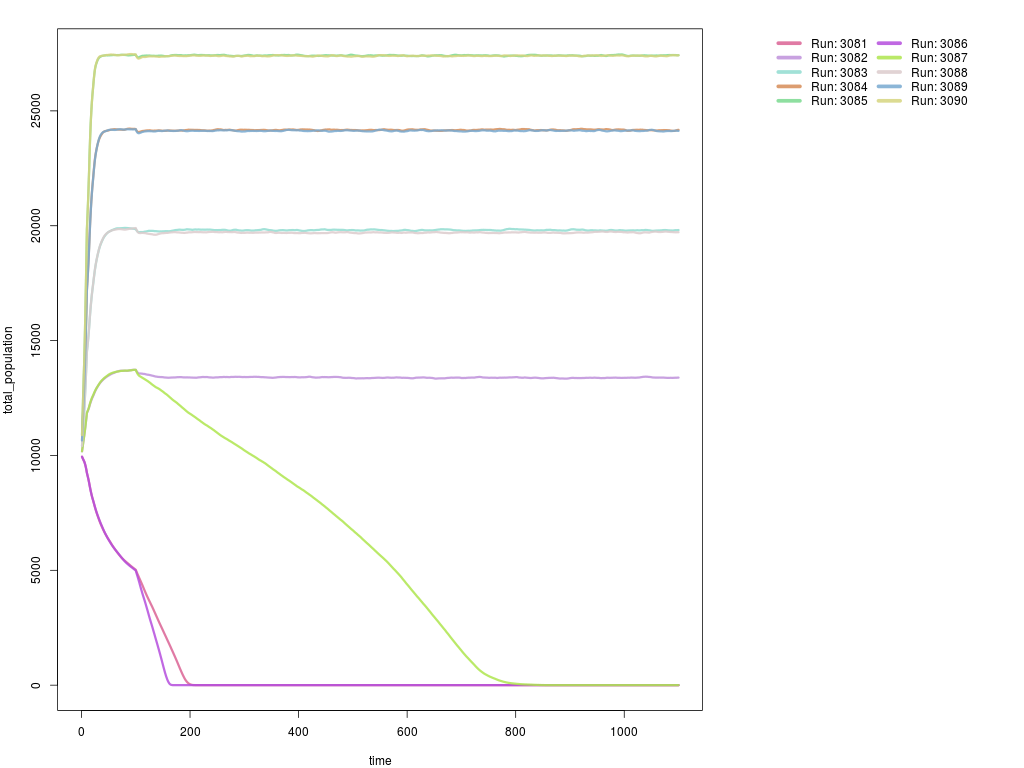 Run: 3081 Run: 3086
Run: 3082 Run: 3087
Run: 3083 Run: 3088
Run: 3084 Run: 3089
Run: 3085 Run: 3090
total_population
25000
20000
15000
10000
5000
0
0 200 400 600 800 1000
time